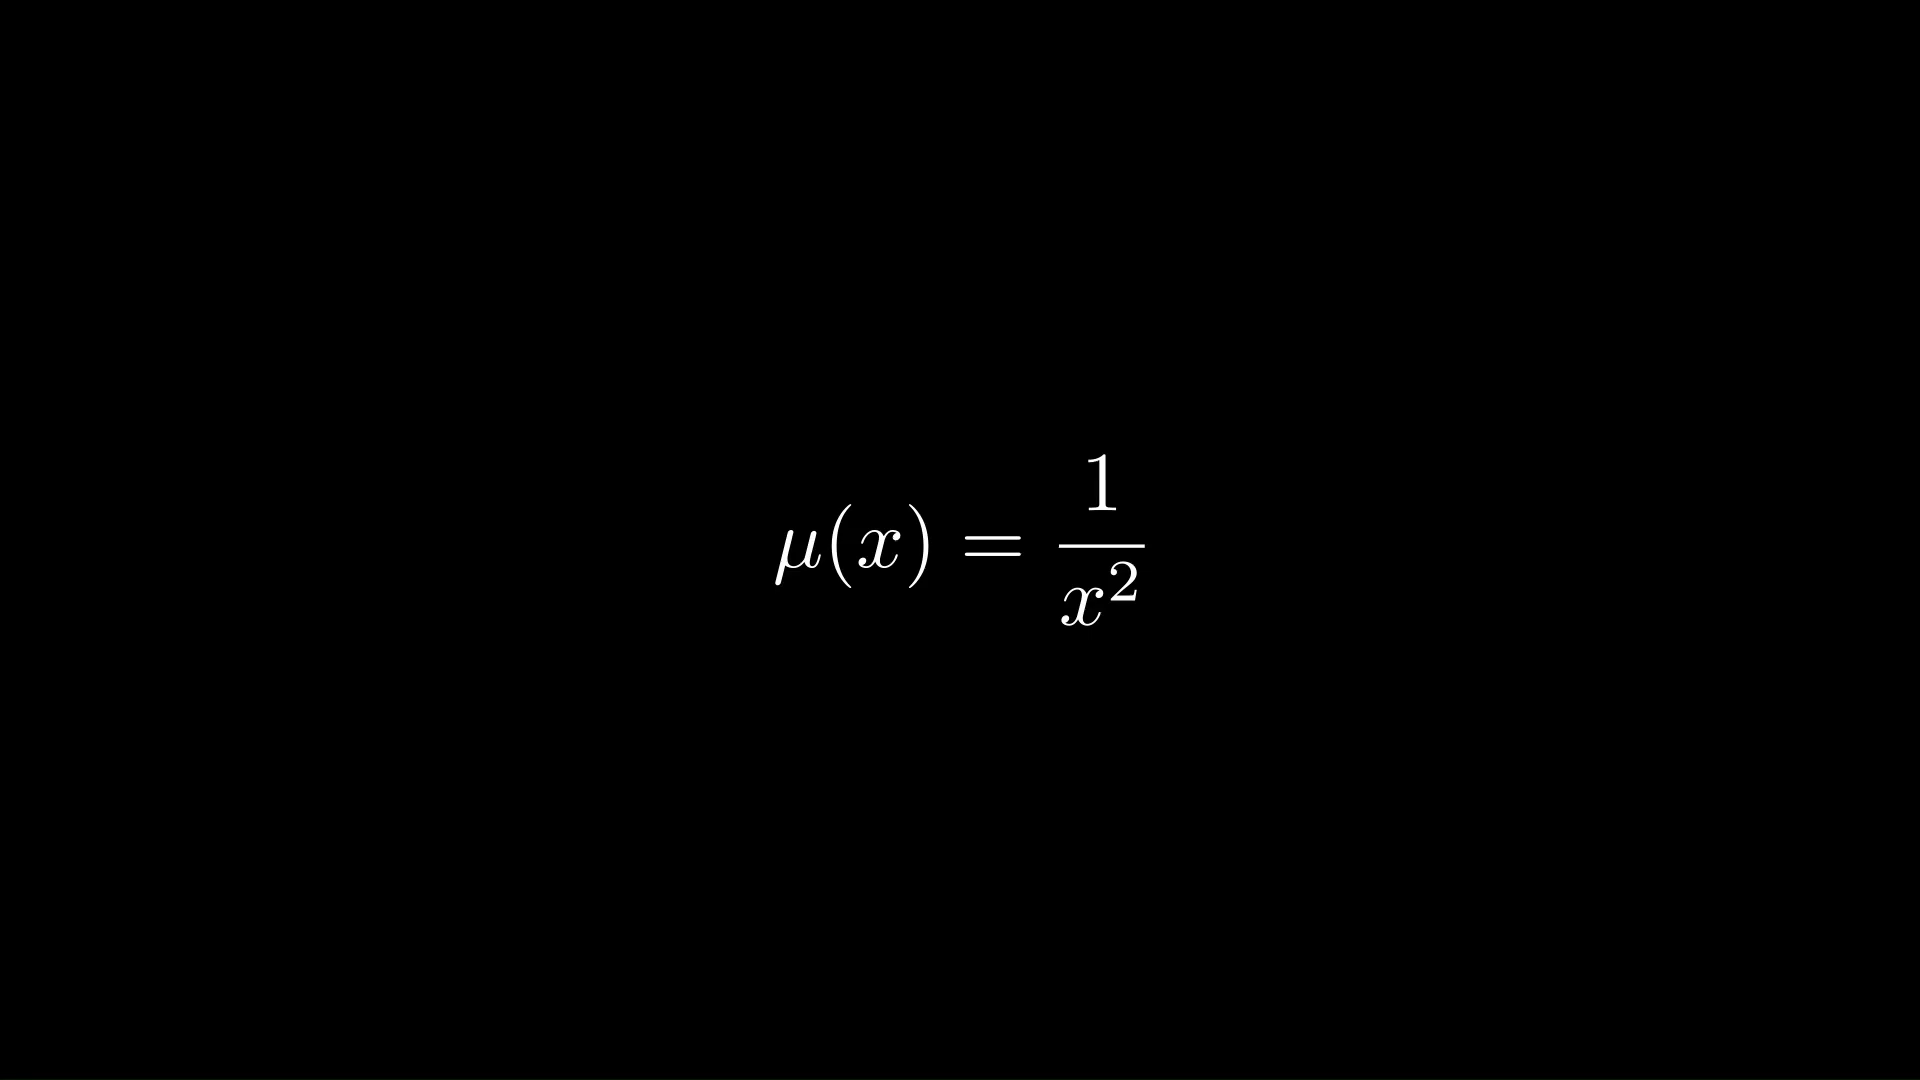 μ(x) = 1/x²